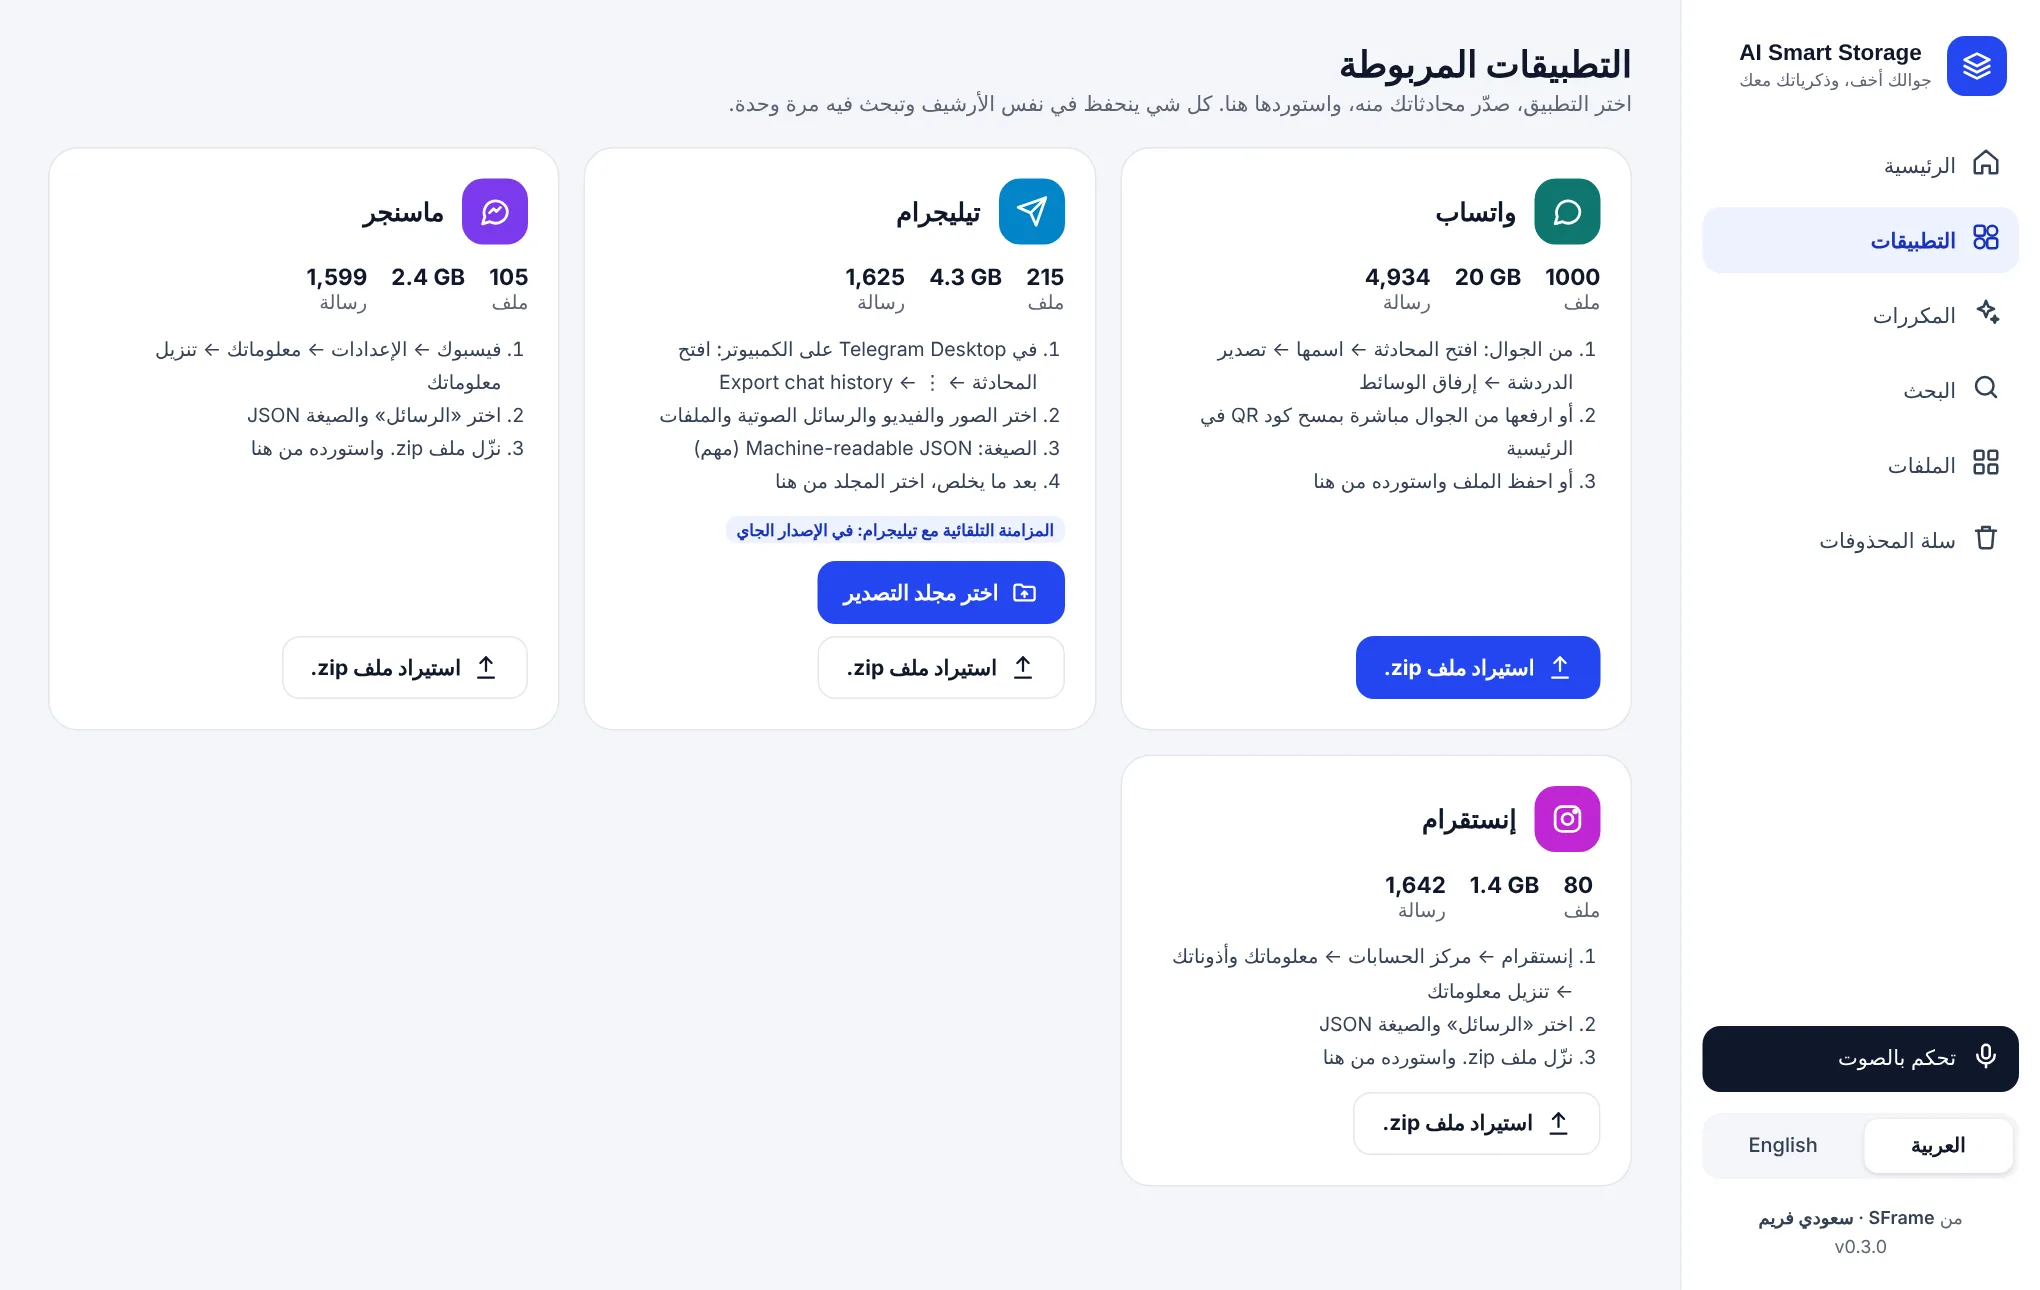 AI Smart Storage
جوالك أخف، وذكرياتك معك
الرئيسية
التطبيقات
المكررات
البحث
الملفات
سلة المحذوفات
تحكم بالصوت
العربية
English
من SFrame · سعودي فريم
v0.3.0
التطبيقات المربوطة
اختر التطبيق، صدّر محادثاتك منه، واستوردها هنا. كل شي ينحفظ في نفس الأرشيف وتبحث فيه مرة وحدة.
واتساب
1000 20 GB 4,934
ملف رسالة
1. من الجوال: افتح المحادثة ← اسمها ← تصدير
الدردشة ← إرفاق الوسائط
2. أو ارفعها من الجوال مباشرة بمسح كود QR في
الرئيسية
3. أو احفظ الملف واستورده من هنا
استيراد ملف zip.
تيليجرام
215 4.3 GB 1,625
ملف رسالة
1. في Telegram Desktop على الكمبيوتر: افتح
المحادثة ← ⋮ ← Export chat history
2. اختر الصور والفيديو والرسائل الصوتية والملفات
3. الصيغة: Machine-readable JSON (مهم)
4. بعد ما يخلص، اختر المجلد من هنا
المزامنة التلقائية مع تيليجرام: في الإصدار الجاي
اختر مجلد التصدير
استيراد ملف zip.
ماسنجر
105 2.4 GB 1,599
ملف رسالة
1. فيسبوك ← الإعدادات ← معلوماتك ← تنزيل
معلوماتك
2. اختر «الرسائل» والصيغة JSON
3. نزّل ملف zip. واستورده من هنا
استيراد ملف zip.
إنستقرام
80 1.4 GB 1,642
ملف رسالة
1. إنستقرام ← مركز الحسابات ← معلوماتك وأذوناتك
← تنزيل معلوماتك
2. اختر «الرسائل» والصيغة JSON
3. نزّل ملف zip. واستورده من هنا
استيراد ملف zip.